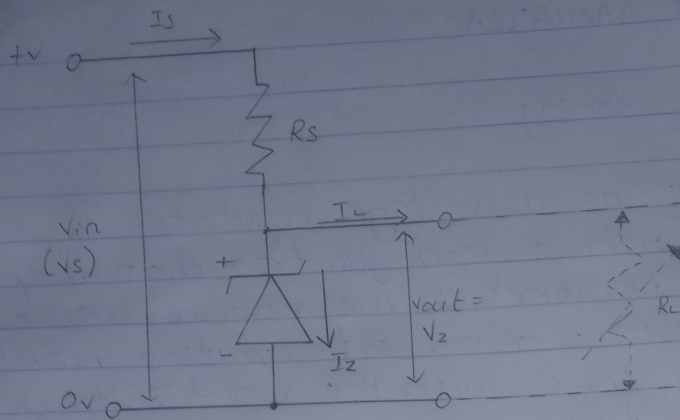 Is
+v
Rs
IL
Vin
(Vs)
+
Vout =
Vz
RL
-
Iz
0v